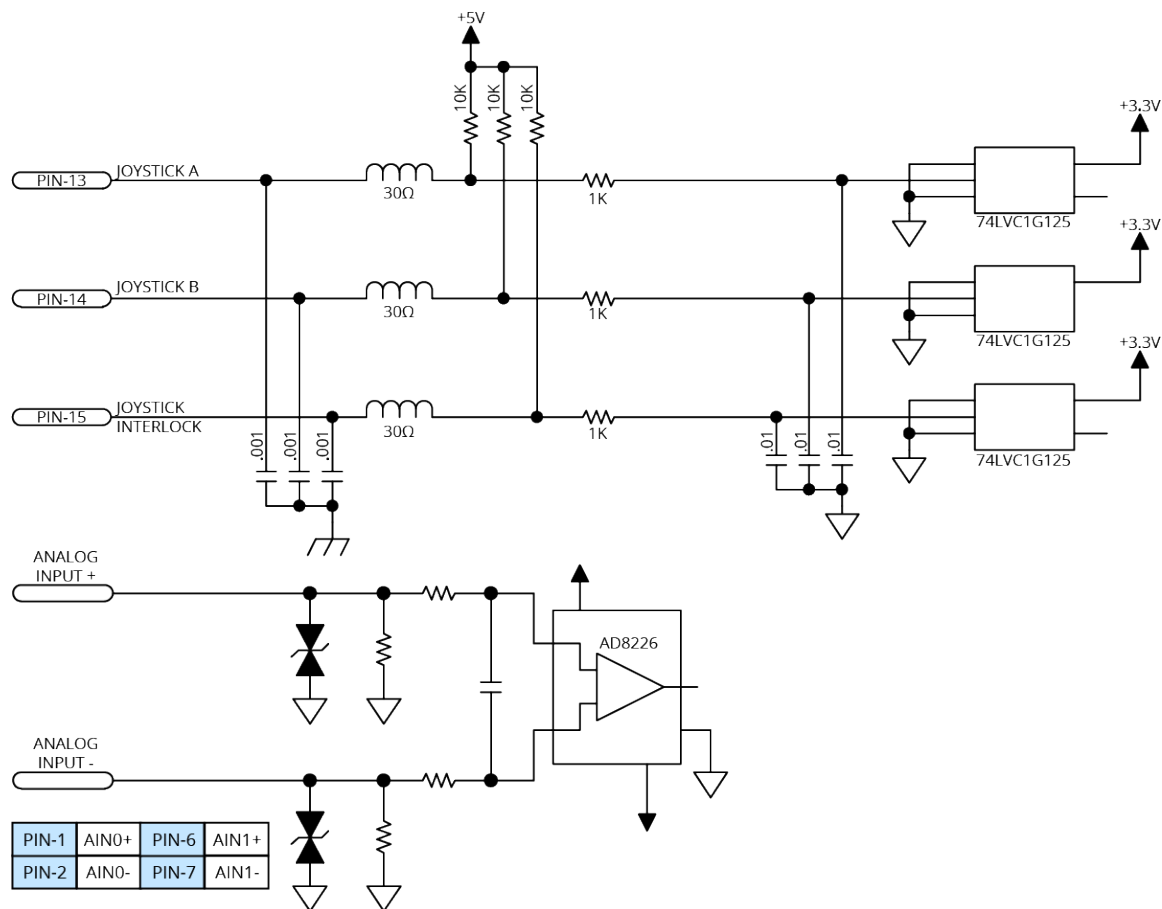 +5V
10K
10K
10K
+3.3V
PIN-13
JOYSTICK A
30Ω
1K
74LVC1G125
+3.3V
PIN-14
JOYSTICK B
30Ω
1K
74LVC1G125
+3.3V
PIN-15
JOYSTICK
INTERLOCK
30Ω
1K
74LVC1G125
.001
.001
.001
.01
.01
.01
ANALOG
INPUT +
AD8226
ANALOG
INPUT -
PIN-1 AIN0+ PIN-6 AIN1+
PIN-2 AIN0- PIN-7 AIN1-